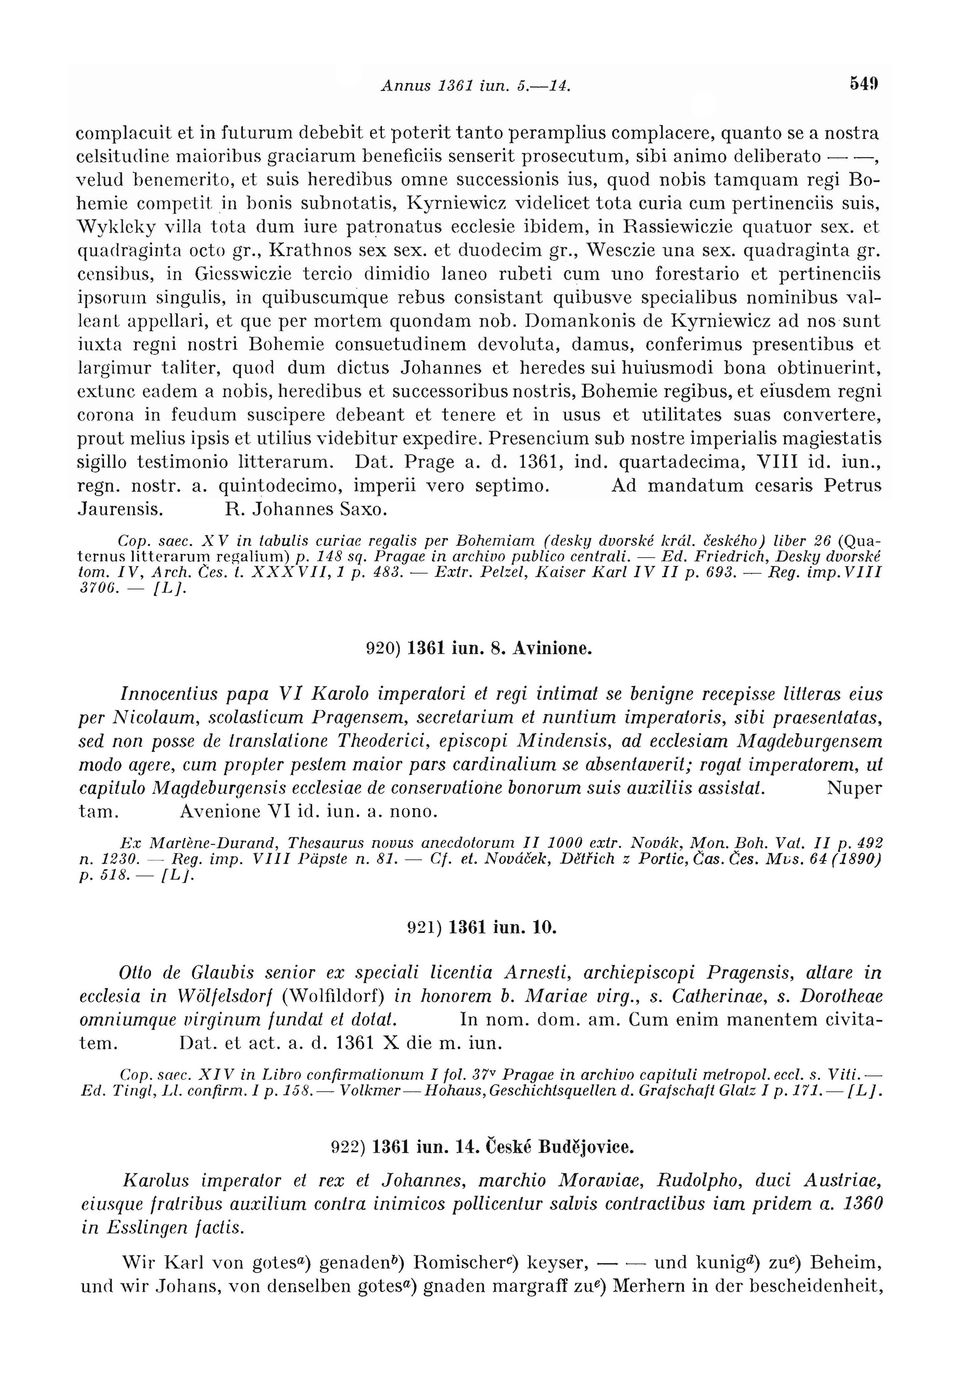 Annus 1361 iun. 5.—14. 549
complacuit et in futurum debebit et poterit tanto peramplius complacere, quanto se a nostra
celsitudine maioribus graciarum beneficiis senserit prosecutum, sibi animo deliberato — —,
velud benemerito, et suis heredibus omne successionis ius, quod nobis tamquam regi Bo-
hemie competit in bonis subnotatis, Kyrniewicz videlicet tota curia cum pertinenciis suis,
Wykleky villa tota dum iure patronatus ecclesie ibidem, in Rassiewiczie quatuor sex. et
quadraginta octo gr., Krathnos sex sex. et duodecim gr., Wesczie una sex. quadraginta gr.
censibus, in Giesswiczie tercio dimidio laneo rubeti cum uno forestario et pertinenciis
ipsorum singulis, in quibuscumque rebus consistant quibusve specialibus nominibus val-
leant appellari, et que per mortem quondam nob. Domankonis de Kyrniewicz ad nos sunt
iuxta regni nostri Bohemie consuetudinem devoluta, damus, conferimus presentibus et
largimur taliter, quod dum dictus Johannes et heredes sui huiusmodi bona obtinuerint,
extunc eadem a nobis, heredibus et successoribus nostris, Bohemie regibus, et eiusdem regni
corona in feudum suscipere debeant et tenere et in usus et utilitates suas convertere,
prout melius ipsis et utilius videbitur expedire. Presencium sub nostre imperialis magiestatis
sigillo testimonio litterarum. Dat. Prage a. d. 1361, ind. quartadecima, VIII id. iun.,
regn. nostr. a. quintodecimo, imperii vero septimo. Ad mandatum cesaris Petrus
Jaurensis. R. Johannes Saxo.
Cop. saec. XV in tabulis curiae regalis per Bohemiam (desky dvorské král. českého) liber 26 (Qua-
ternus litterarum regalium) p. 148 sq. Pragae in archivo publico centrali. — Ed. Friedrich, Desky dvorské
tom. IV, Arch. Čes. t. XXXVII, 1 p. 483. — Extr. Pelzel, Kaiser Karl IV II p. 693. — Reg. imp. VIII
3706. — [L].
920) 1361 iun. 8. Avinione.
Innocentius papa VI Karolo imperatori et regi intimat se benigne recepisse litteras eius
per Nicolaum, scolasticum Pragensem, secretarium et nuntium imperatoris, sibi praesentatas,
sed non posse de translatione Theoderici, episcopi Mindensis, ad ecclesiam Magdeburgensem
modo agere, cum propter pestem maior pars cardinalium se absentaverit; rogat imperatorem, ut
capitulo Magdeburgensis ecclesiae de conservatione bonorum suis auxiliis assistat. Nuper
tam. Avenione VI id. iun. a. nono.
Ex Martène-Durand, Thesaurus novus anecdotorum II 1000 extr. Novák, Mon. Boh. Vat. II p. 492
n. 1230. — Reg. imp. VIII Päpste n. 81. — Cf. et. Nováček, Dětřich z Portic, Čas. Čes. Mus. 64 (1890)
p. 518. — [L].
921) 1361 iun. 10.
Otto de Glaubis senior ex speciali licentia Arnesti, archiepiscopi Pragensis, altare in
ecclesia in Wölfelsdorf (Wolfildorf) in honorem b. Mariae virg., s. Catherinae, s. Dorotheae
omniumque virginum fundat et dotat. In nom. dom. am. Cum enim manentem civita-
tem. Dat. et act. a. d. 1361 X die m. iun.
Cop. saec. XIV in Libro confirmationum I fol. 37ᵛ Pragae in archivo capituli metropol. eccl. s. Viti. —
Ed. Tingl, Ll. confirm. I p. 158. — Volkmer — Hohaus, Geschichtsquellen d. Grafschaft Glatz I p. 171. — [L].
922) 1361 iun. 14. České Budějovice.
Karolus imperator et rex et Johannes, marchio Moraviae, Rudolpho, duci Austriae,
eiusque fratribus auxilium contra inimicos pollicentur salvis contractibus iam pridem a. 1360
in Esslingen factis.
Wir Karl von gotesᵃ) genadenᵇ) Romischerᶜ) keyser, — — und kunigᵈ) zuᵉ) Beheim,
und wir Johans, von denselben gotesᵃ) gnaden margraff zuᵉ) Merhern in der bescheidenheit,